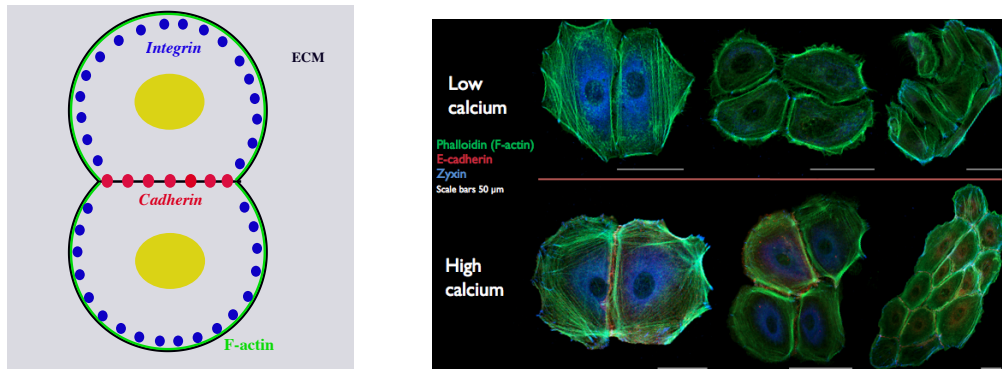 Integrin
ECM
Cadherin
F-actin
Low
calcium
Phalloidin (F-actin)
E-cadherin
Zyxin
Scale bars 50 μm
High
calcium